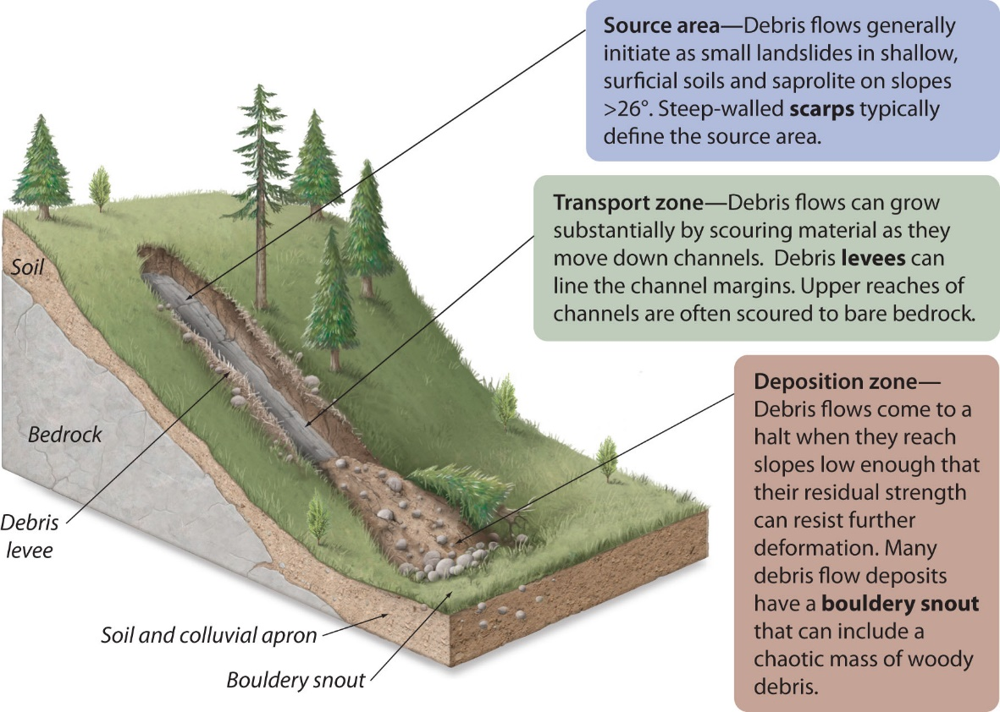 Source area—Debris flows generally
initiate as small landslides in shallow,
surficial soils and saprolite on slopes
>26°. Steep-walled scarps typically
define the source area.
Transport zone—Debris flows can grow
substantially by scouring material as they
move down channels.  Debris levees can
line the channel margins. Upper reaches of
channels are often scoured to bare bedrock.
Deposition zone—
Debris flows come to a
halt when they reach
slopes low enough that
their residual strength
can resist further
deformation. Many
debris flow deposits
have a bouldery snout
that can include a
chaotic mass of woody
debris.
Soil
Bedrock
Debris
levee
Soil and colluvial apron
Bouldery snout